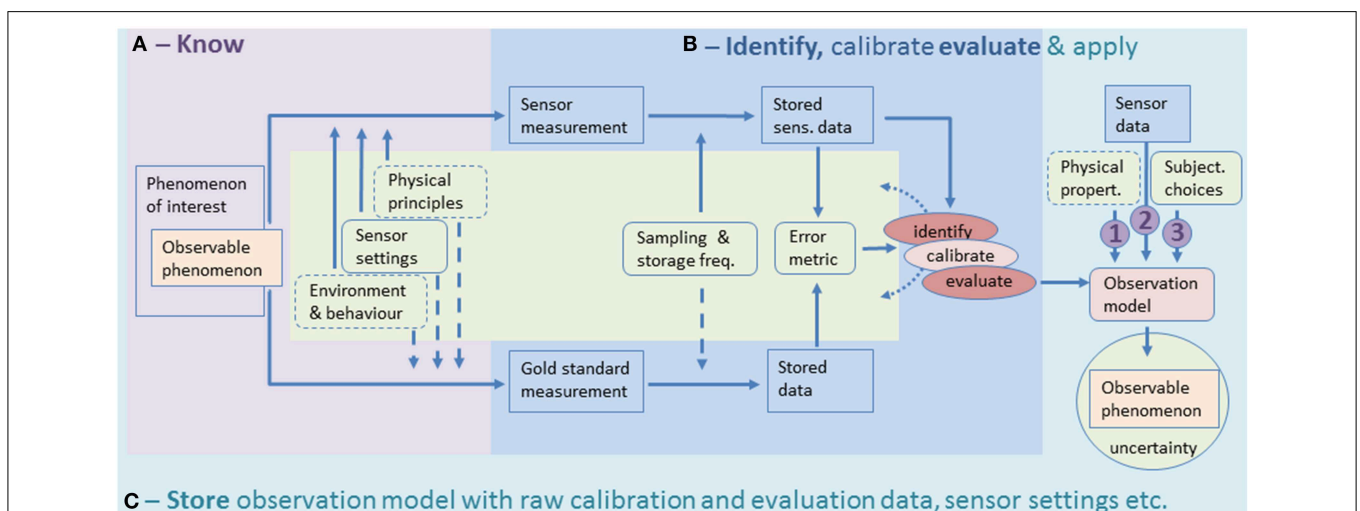 A – Know
B – Identify, calibrate evaluate & apply
Sensor
measurement
Stored
sens. data
Sensor
data
Physical
propert.
Subject.
choices
Phenomenon
of interest
Observable
phenomenon
Physical
principles
Sensor
settings
Environment
& behaviour
Sampling &
storage freq.
Error
metric
identify
calibrate
evaluate
1
2
3
Observation
model
Gold standard
measurement
Stored
data
Observable
phenomenon
uncertainty
C – Store observation model with raw calibration and evaluation data, sensor settings etc.